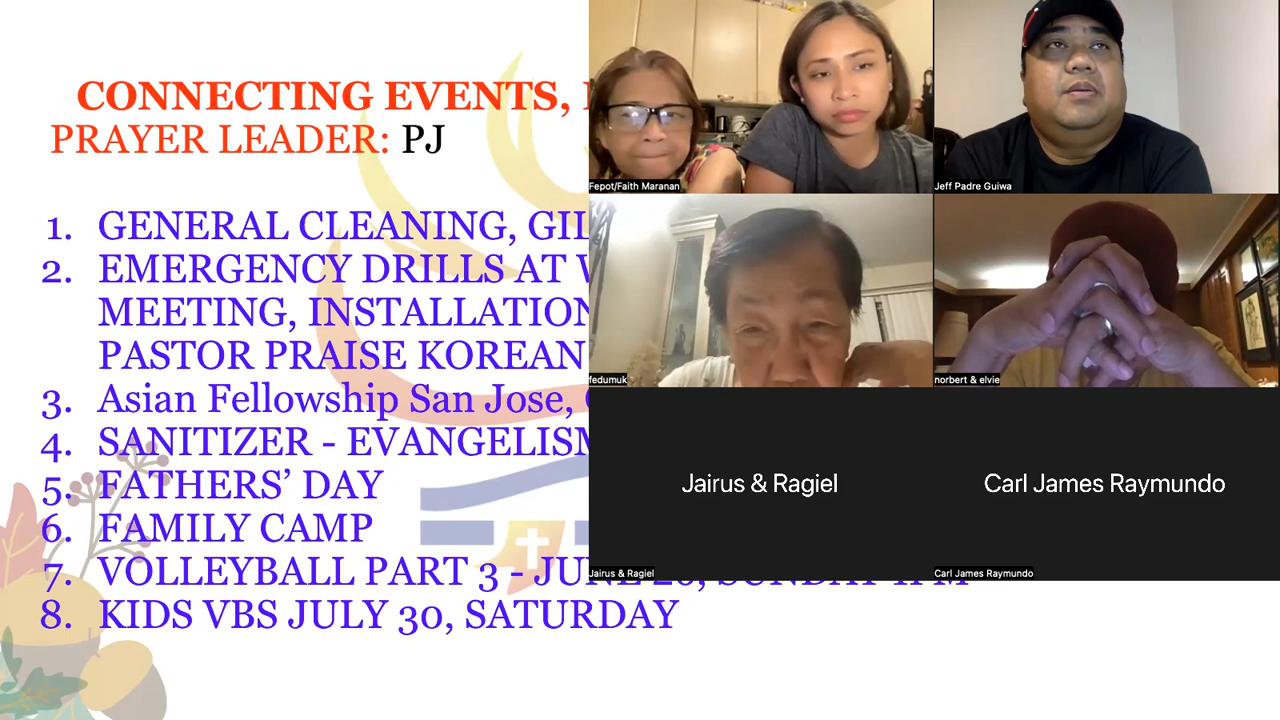 CONNECTING EVENTS,
PRAYER LEADER: PJ
1. GENERAL CLEANING,
2. EMERGENCY DRILLS AT
MEETING, INSTALLATION
PASTOR PRAISE KOREAN
3. Asian Fellowship San Jose,
4. SANITIZER - EVANGELISM
5. FATHERS' DAY
6. FAMILY CAMP
7. VOLLEYBALL PART 3 -
8. KIDS VBS JULY 30, SATURDAY
Fepot/Faith Maranan
Jeff Padre Guiwa
fedumuk
norbert & elvie
Jairus & Ragiel
Carl James Raymundo
Jairus & Ragiel
Carl James Raymundo